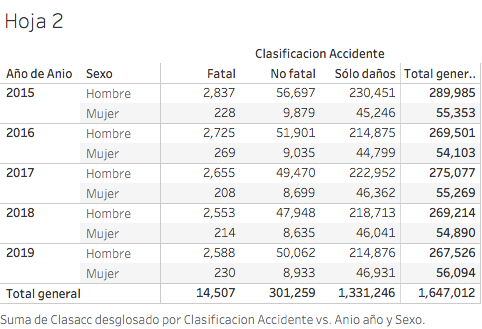 Hoja 2
Clasificacion Accidente
Año de Anio Sexo Fatal No fatal Sólo daños Total gener..
2015 Hombre 2,837 56,697 230,451 289,985
Mujer 228 9,879 45,246 55,353
2016 Hombre 2,725 51,901 214,875 269,501
Mujer 269 9,035 44,799 54,103
2017 Hombre 2,655 49,470 222,952 275,077
Mujer 208 8,699 46,362 55,269
2018 Hombre 2,553 47,948 218,713 269,214
Mujer 214 8,635 46,041 54,890
2019 Hombre 2,588 50,062 214,876 267,526
Mujer 230 8,933 46,931 56,094
Total general 14,507 301,259 1,331,246 1,647,012
Suma de Clasacc desglosado por Clasificacion Accidente vs. Anio año y Sexo.